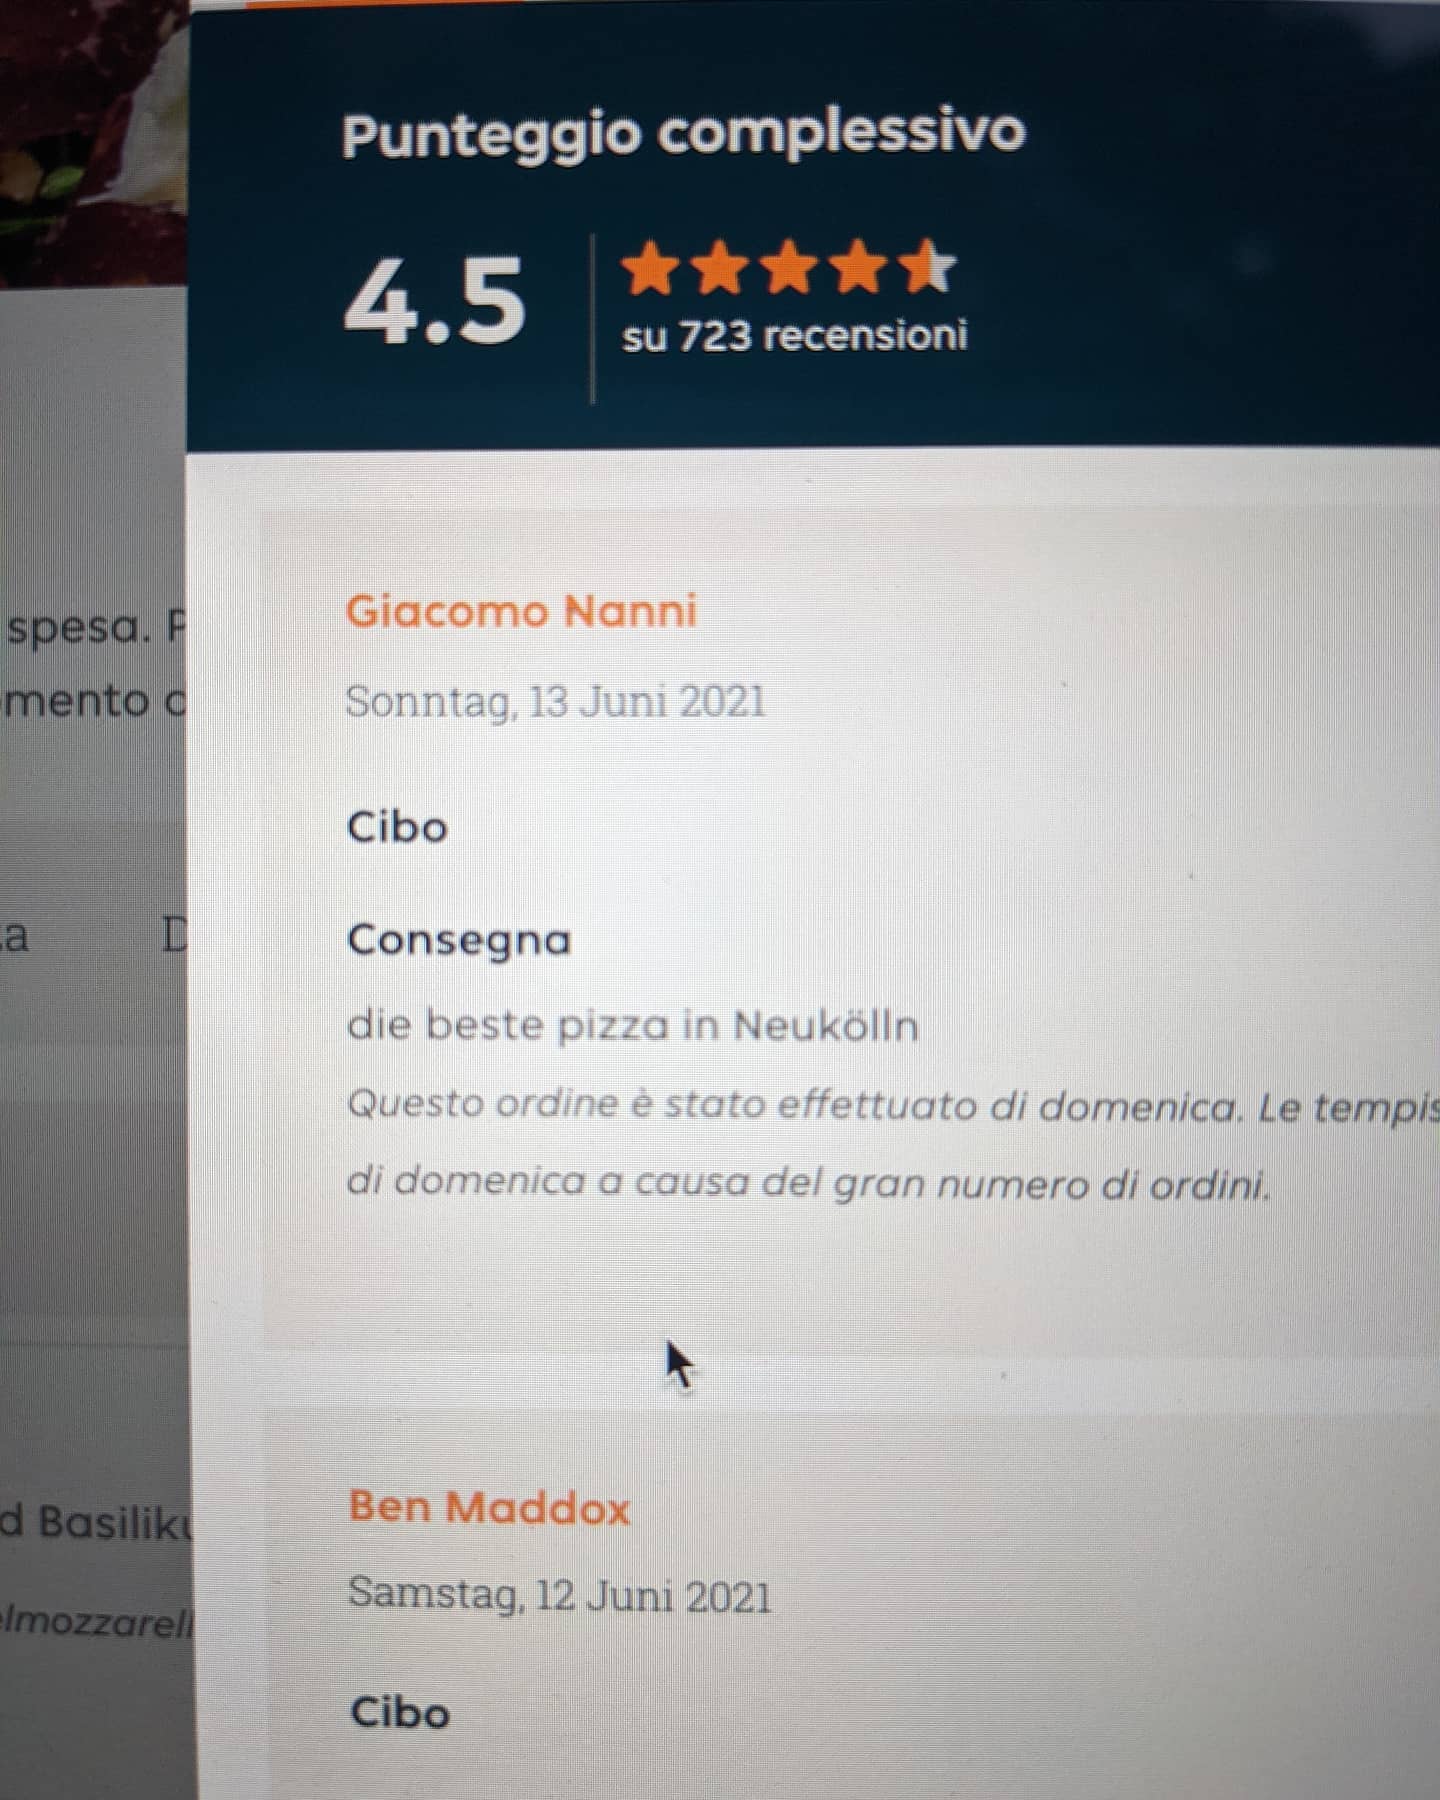 Punteggio complessivo
4.5
su 723 recensioni
Giacomo Nanni
Sonntag, 13 Juni 2021
Cibo
Consegna
die beste pizza in Neukölln
Questo ordine è stato effettuato di domenica. Le tempis
di domenica a causa del gran numero di ordini.
Ben Maddox
Samstag, 12 Juni 2021
Cibo
spesa. P
mento
a D
d Basiliku
elmozzarell